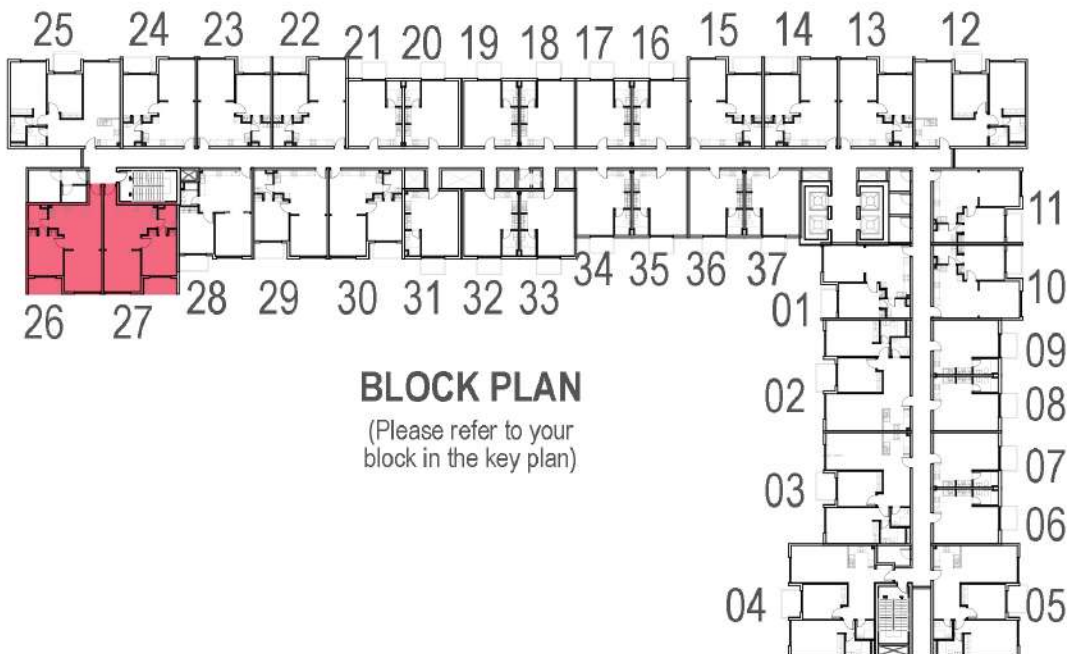 25 24 23 22 21 20 19 18 17 16 15 14 13 12
11
26 27 28 29 30 31 32 33 34 35 36 37
10
01
09
BLOCK PLAN
02
08
(Please refer to your
block in the key plan)
07
03
06
04
05